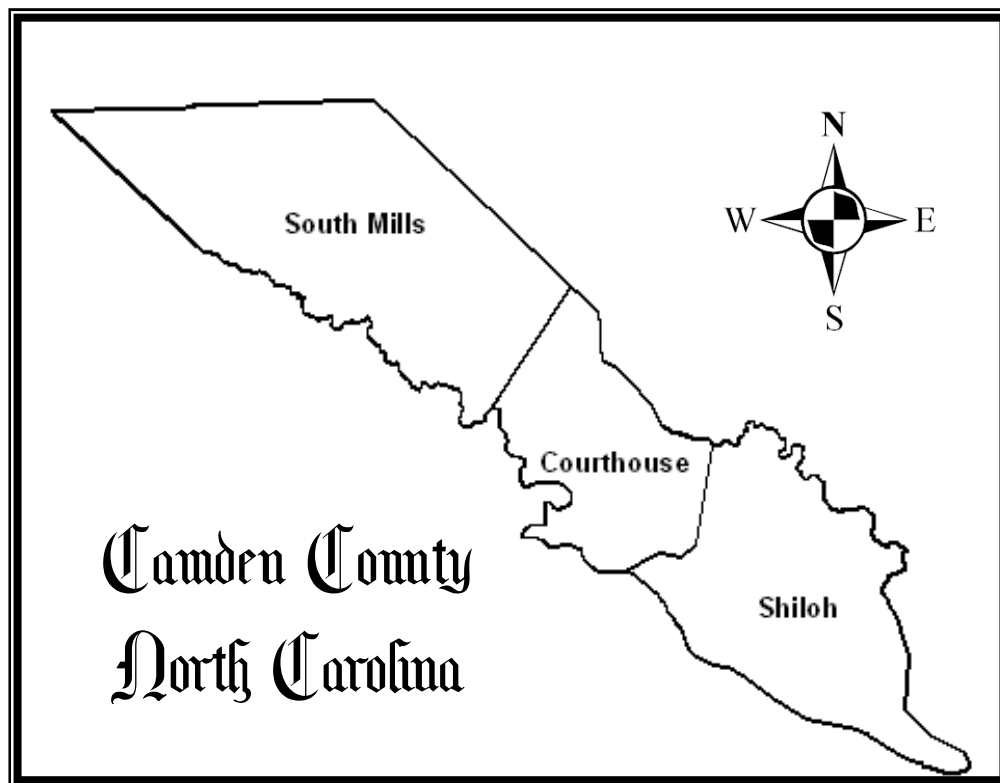 N
W E
S
South Mills
Courthouse
Shiloh
Camden County
North Carolina